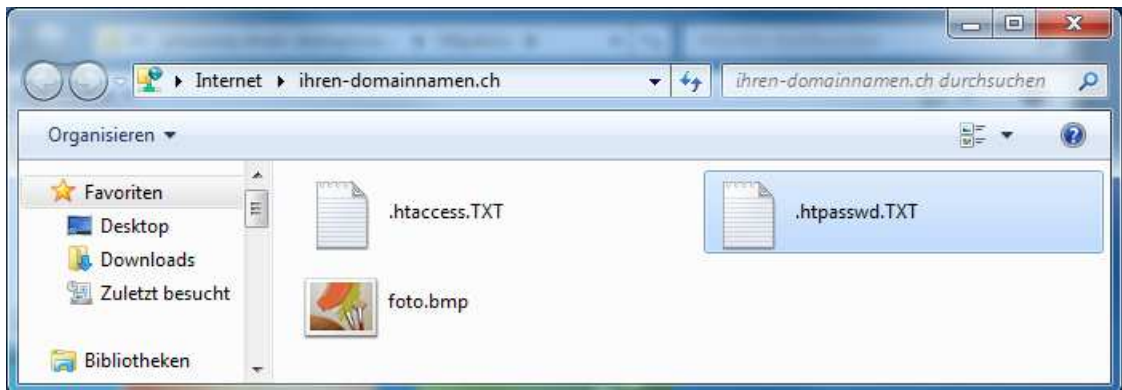 Internet ihren-domainnamen.ch ihren-domainnamen.ch durchsuchen
Organisieren
Favoriten
Desktop
Downloads
Zuletzt besucht
Bibliotheken
.htaccess.TXT .htpasswd.TXT
foto.bmp